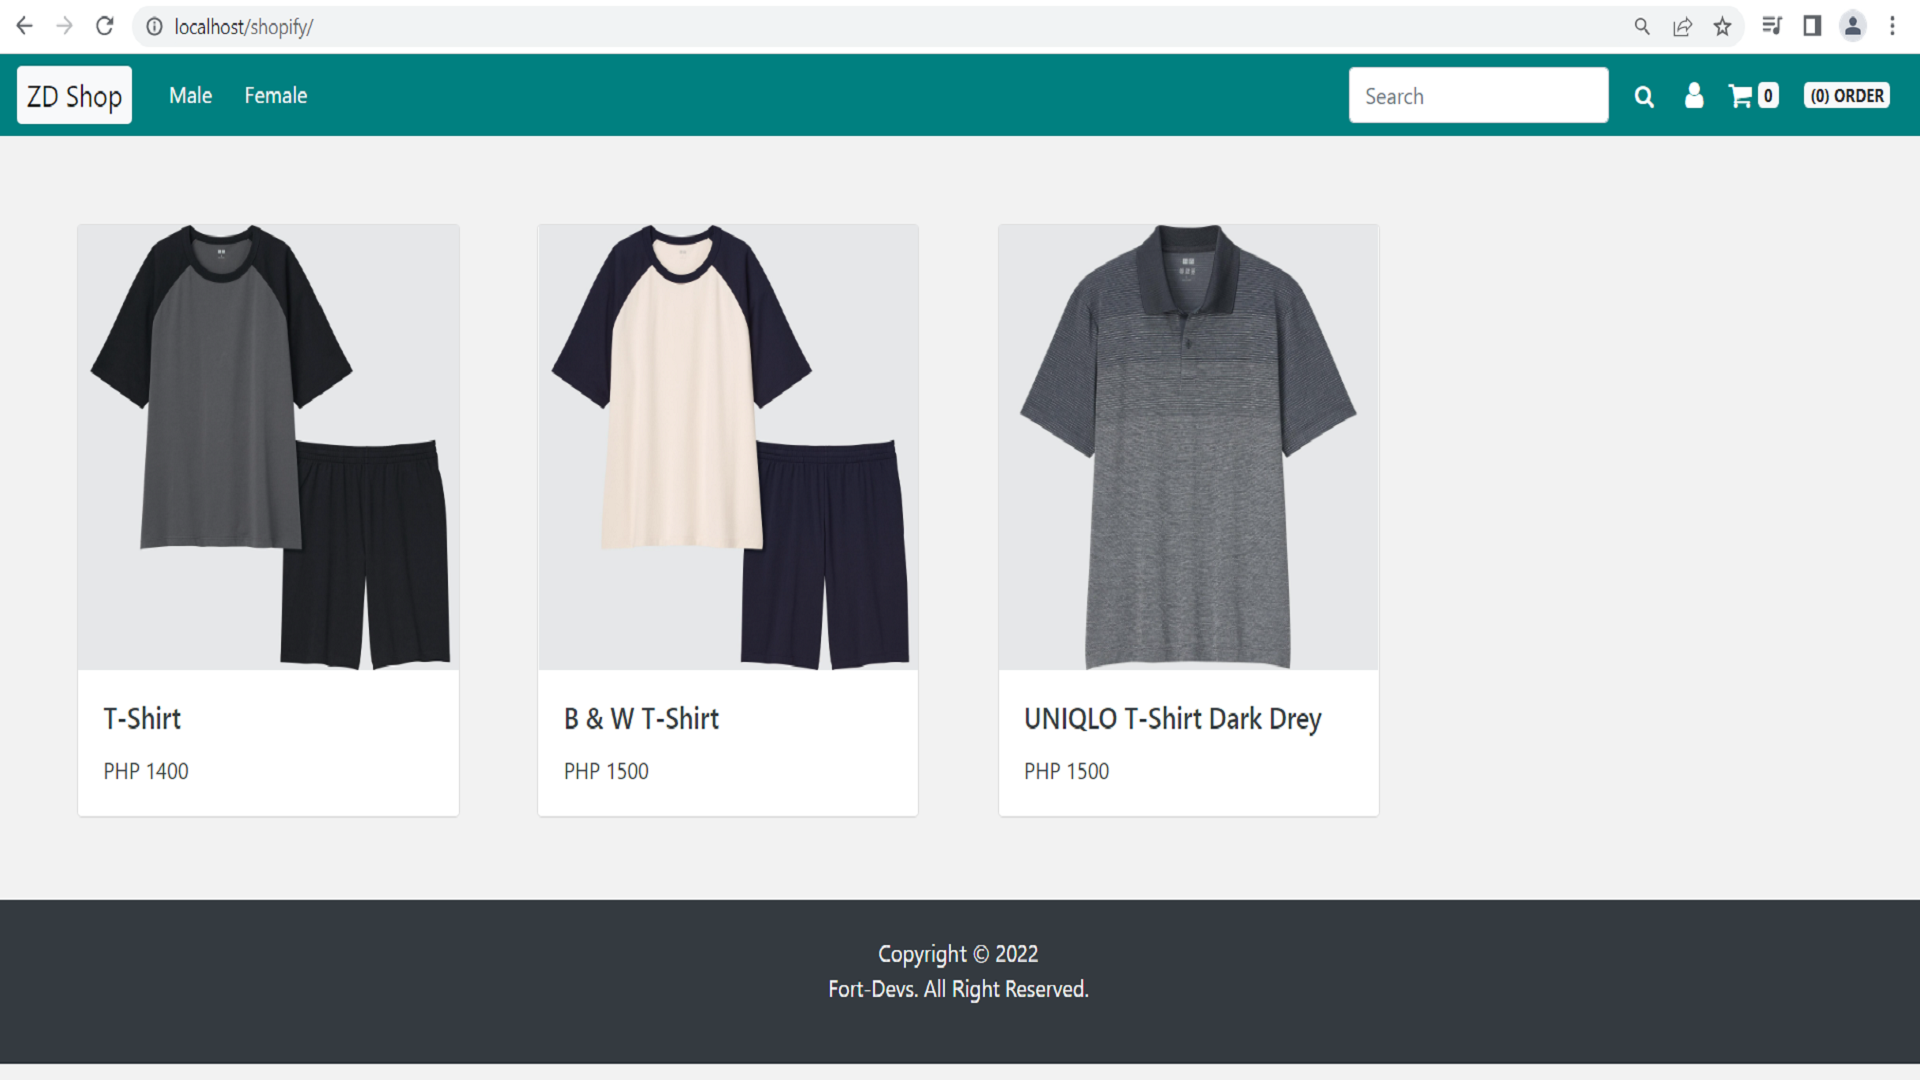 localhost/shopify/
ZD Shop Male Female Search 0 (0) ORDER
T-Shirt
PHP 1400
B & W T-Shirt
PHP 1500
UNIQLO T-Shirt Dark Drey
PHP 1500
Copyright © 2022
Fort-Devs. All Right Reserved.